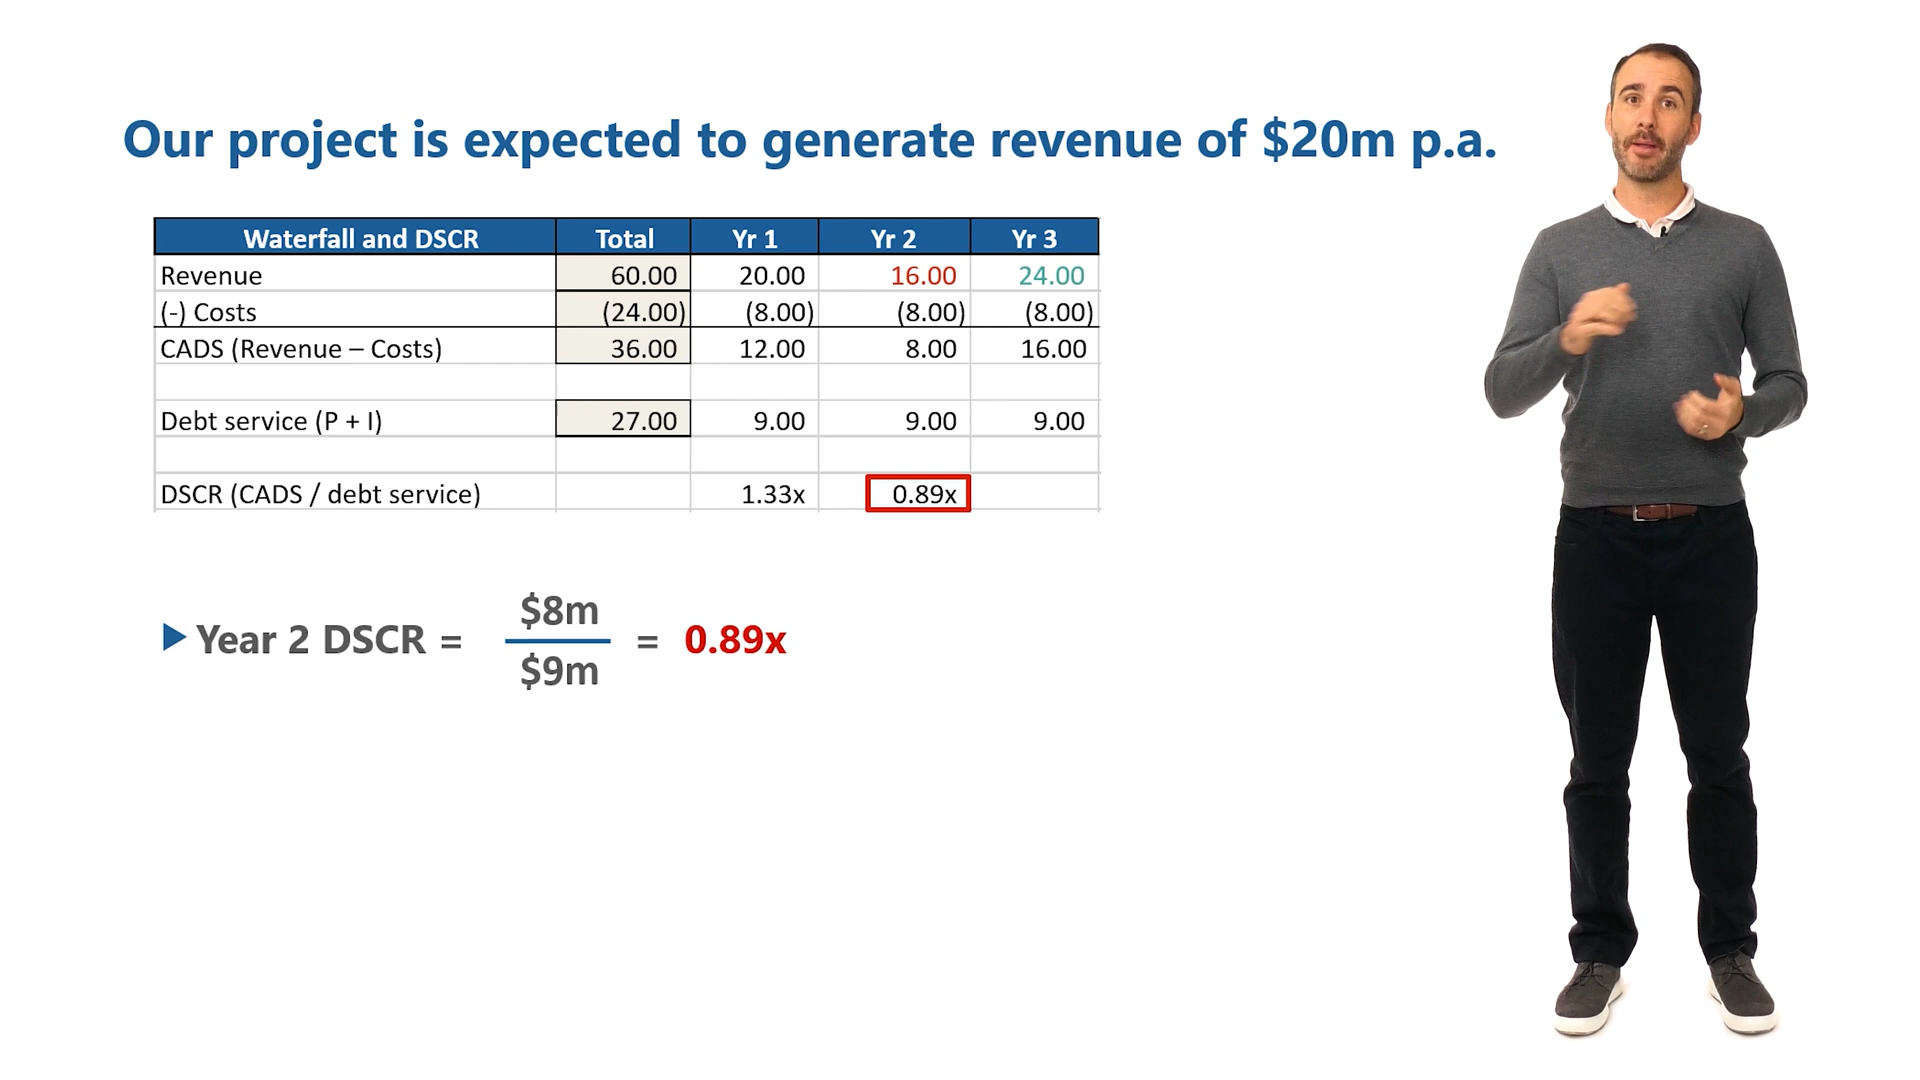 Our project is expected to generate revenue of $20m p.a.
Waterfall and DSCR Total Yr 1 Yr 2 Yr 3
Revenue 60.00 20.00 16.00 24.00
(-) Costs (24.00) (8.00) (8.00) (8.00)
CADS (Revenue – Costs) 36.00 12.00 8.00 16.00
Debt service (P + I) 27.00 9.00 9.00 9.00
DSCR (CADS / debt service) 1.33x 0.89x
$8m
Year 2 DSCR = = 0.89x
$9m